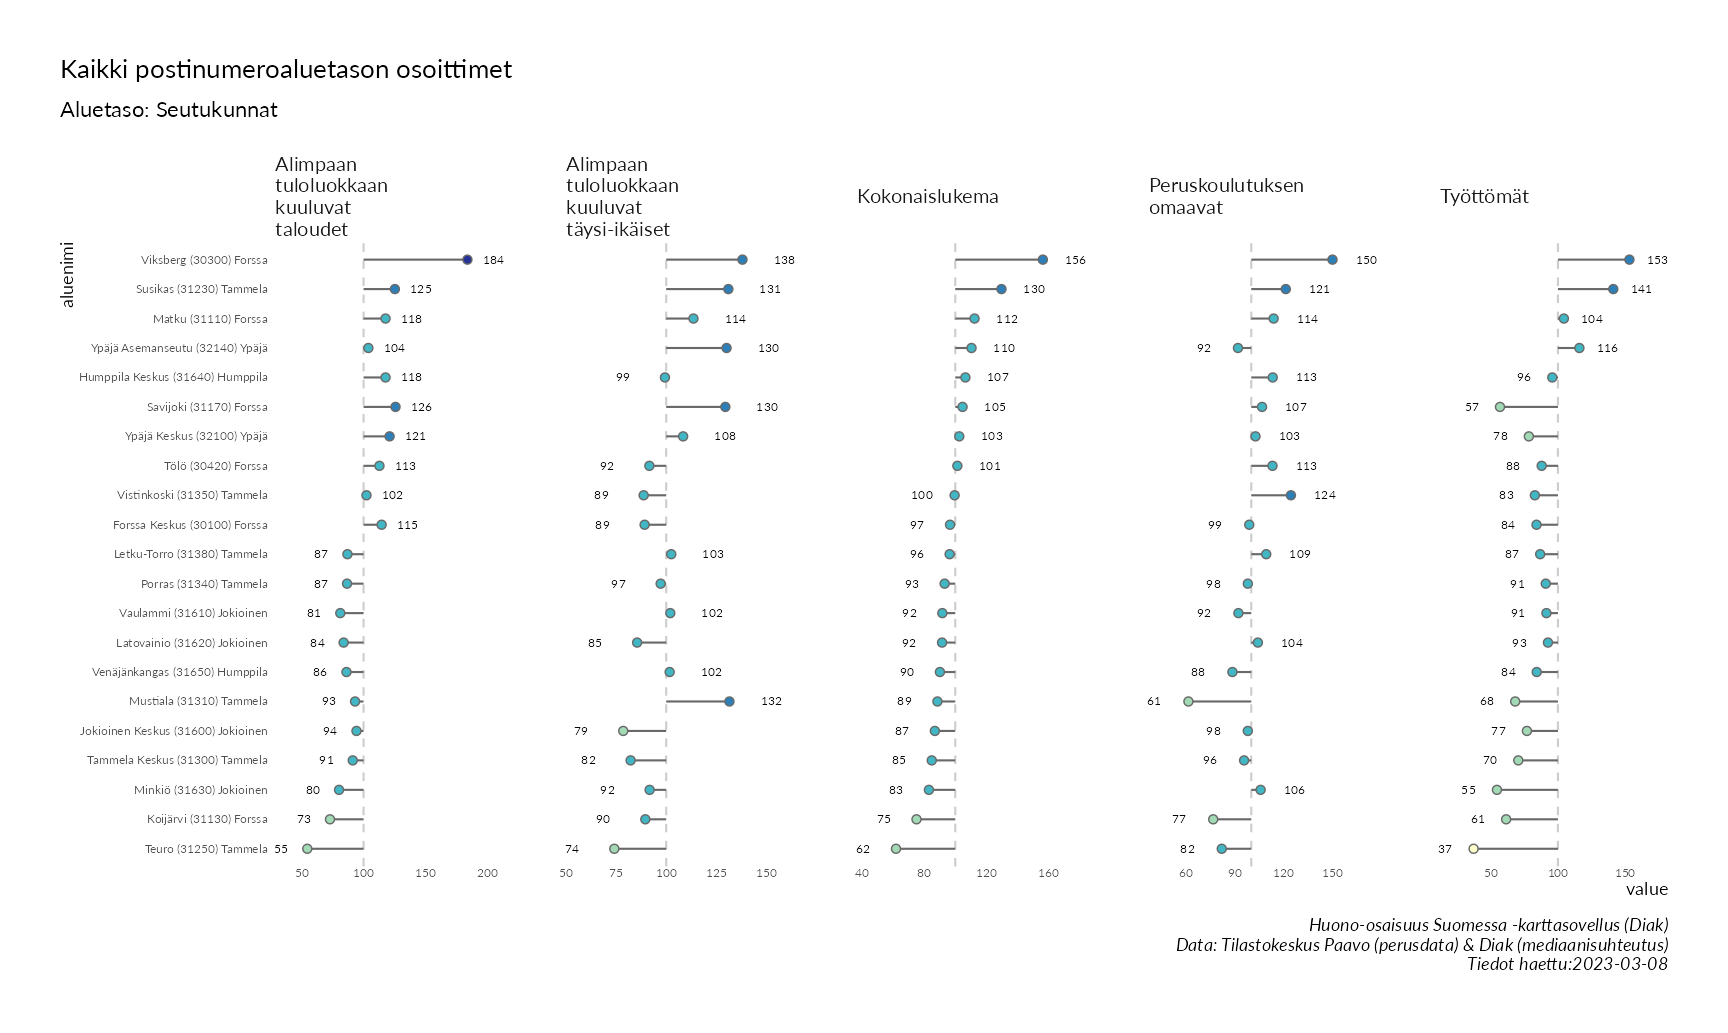 Kaikki postinumeroaluetason osoittimet
Aluetaso: Seutukunnat
Alimpaan
tuloluokkaan
kuuluvat
taloudet
Alimpaan
tuloluokkaan
kuuluvat
täysi-ikäiset
Kokonaislukema
Peruskoulutuksen
omaavat
Työttömät
aluenimi
Viksberg (30300) Forssa 184 138 156 150 153
Susikas (31230) Tammela 125 131 130 121 141
Matku (31110) Forssa 118 114 112 114 104
Ypäjä Asemanseutu (32140) Ypäjä 104 130 110 92 116
Humppila Keskus (31640) Humppila 118 99 107 113 96
Savijoki (31170) Forssa 126 130 105 107 57
Ypäjä Keskus (32100) Ypäjä 121 108 103 103 78
Tölö (30420) Forssa 113 92 101 113 88
Vistinkoski (31350) Tammela 102 89 100 124 83
Forssa Keskus (30100) Forssa 115 89 97 99 84
Letku-Torro (31380) Tammela 87 103 96 109 87
Porras (31340) Tammela 87 97 93 98 91
Vaulammi (31610) Jokioinen 81 102 92 92 91
Latovainio (31620) Jokioinen 84 85 92 104 93
Venäjänkangas (31650) Humppila 86 102 90 88 84
Mustiala (31310) Tammela 93 132 89 61 68
Jokioinen Keskus (31600) Jokioinen 94 79 87 98 77
Tammela Keskus (31300) Tammela 91 82 85 96 70
Minkiö (31630) Jokioinen 80 92 83 106 55
Koijärvi (31130) Forssa 73 90 75 77 61
Teuro (31250) Tammela 55 74 62 82 37
50 100 150 200 50 75 100 125 150 40 80 120 160 60 90 120 150 50 100 150
value
Huono-osaisuus Suomessa -karttasovellus (Diak)
Data: Tilastokeskus Paavo (perusdata) & Diak (mediaanisuhteutus)
Tiedot haettu:2023-03-08